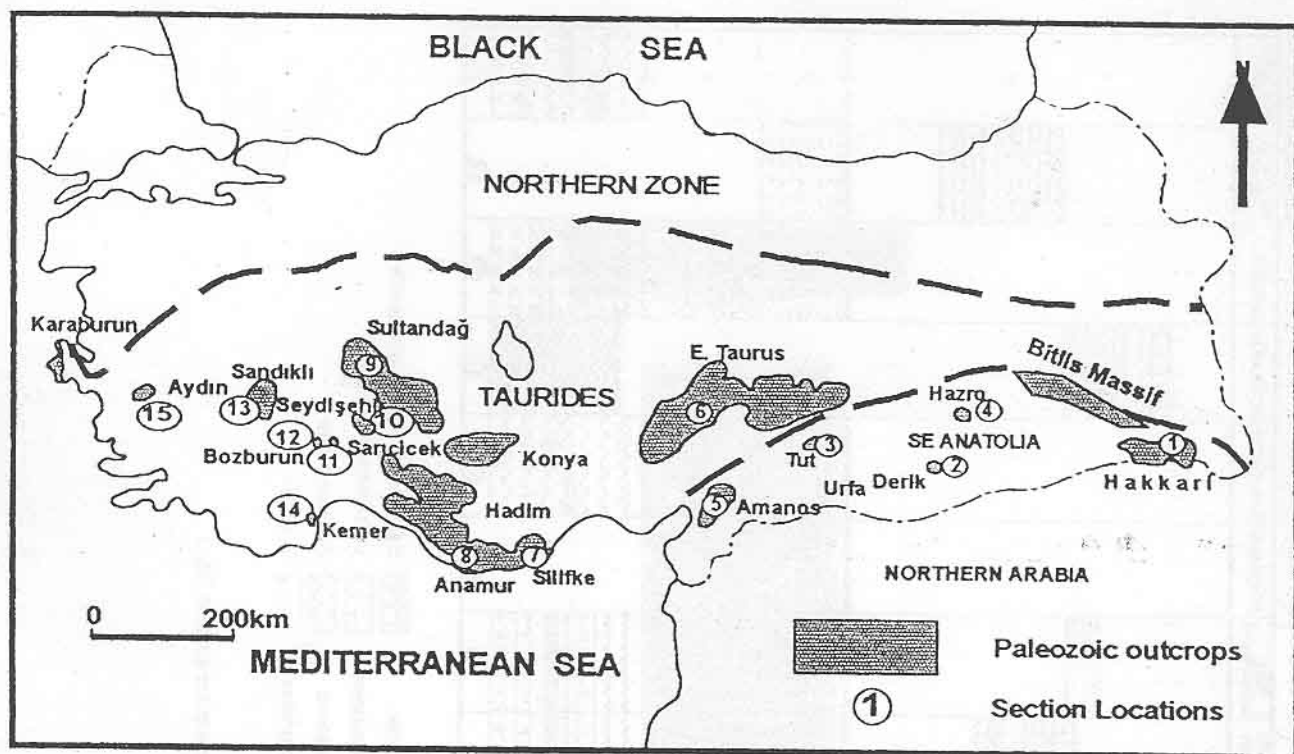 BLACK SEA
N
NORTHERN ZONE
Karaburun
Sultandağ
9
E. Taurus
Bitlis Massif
Sandıklı
Aydın
TAURIDES
Hazro
15
13
Seydişehir
10
6
4
12
SE ANATOLIA
1
Bozburun
11
Sarıcicek
Konya
Tut
3
Urfa
Derik
2
Hakkari
14
Kemer
Hadim
5
Amanos
8
7
Anamur
Silifke
NORTHERN ARABIA
0 200km
MEDITERRANEAN SEA
Paleozoic outcrops
1
Section Locations